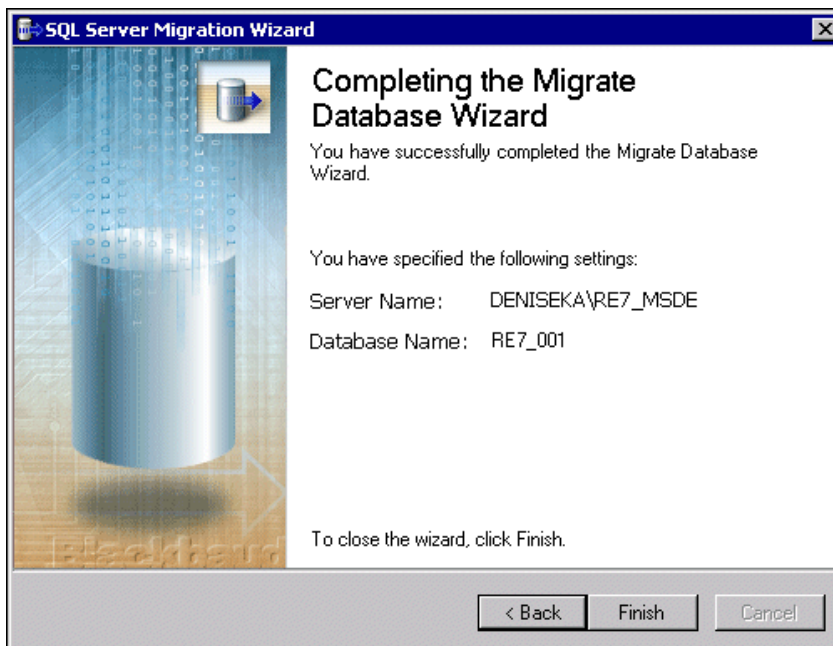 SQL Server Migration Wizard
Completing the Migrate
Database Wizard
You have successfully completed the Migrate Database
Wizard.
You have specified the following settings:
Server Name: DENISEKA\RE7_MSDE
Database Name: RE7_001
To close the wizard, click Finish.
Blackbaud
< Back Finish Cancel